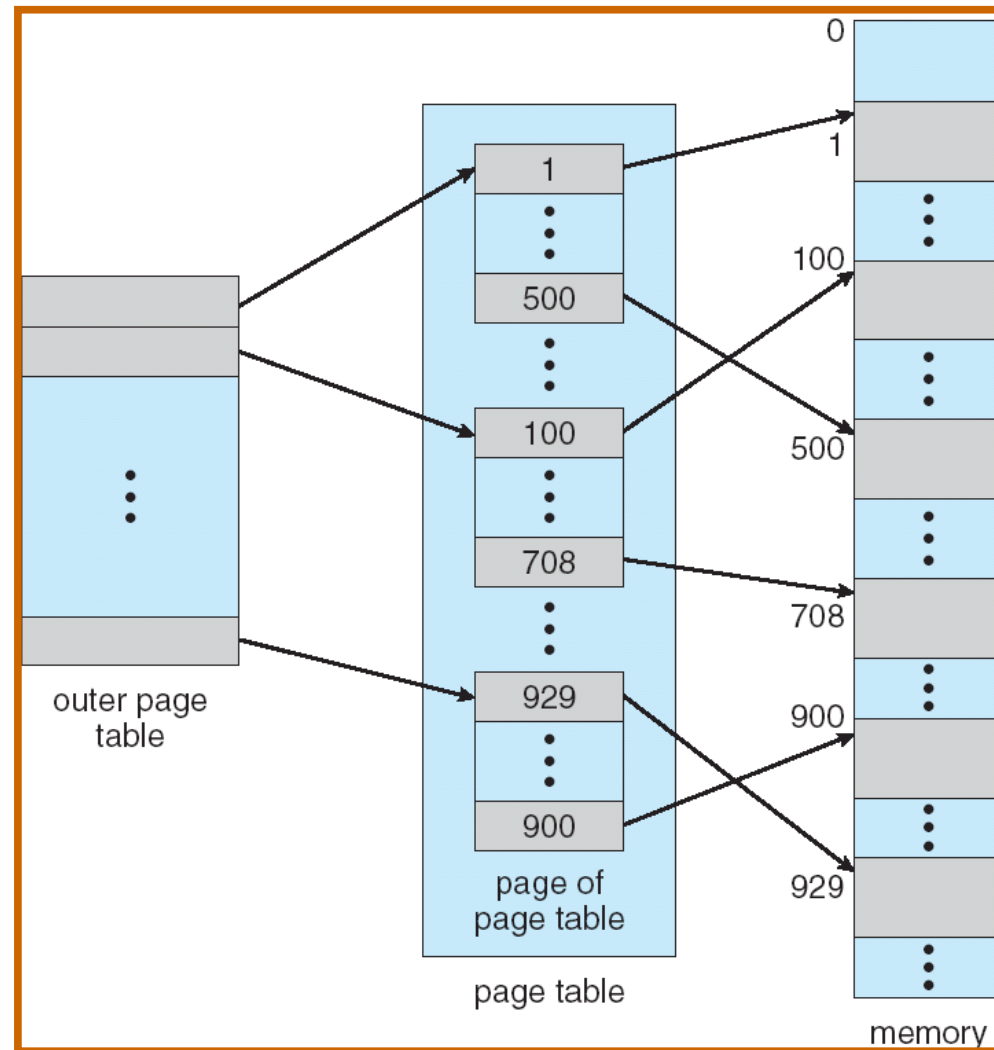 outer page
table
1
500
100
708
929
900
page of
page table
page table
0
1
100
500
708
900
929
memory